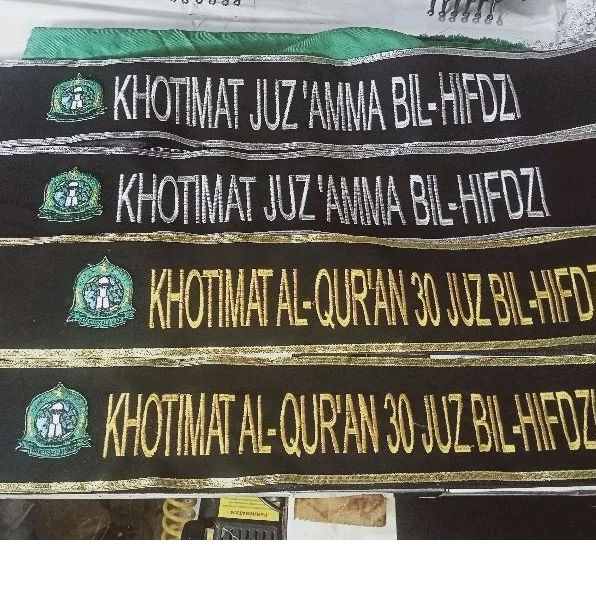 KHOTIMAT JUZ 'AMMA BIL-HIFDZI
KHOTIMAT JUZ 'AMMA BIL-HIFDZI
KHOTIMAT AL-QUR'AN 30 JUZ BIL-HIFDZ
KHOTIMAT AL-QUR'AN 30 JUZ BIL-HIFDZI